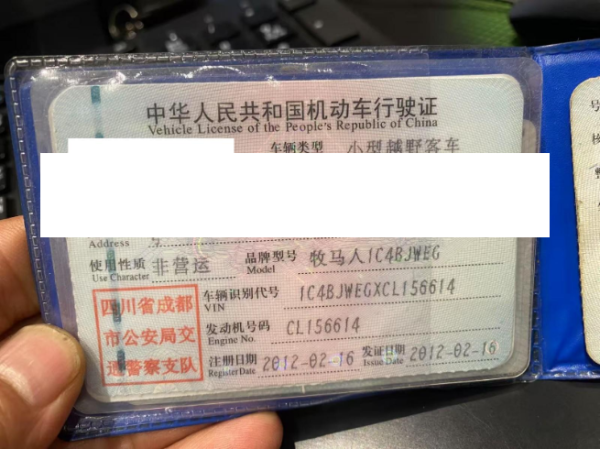 中华人民共和国机动车行驶证
Vehicle License of the People's Republic of China
车辆类型 小型越野客车
Address
使用性质 非营运 品牌型号 牧马人1C4BJWEG
Use Character Model
车辆识别代号 1C4BJWEGXCL156614
VIN
发动机号码 CL156614
Engine No.
注册日期 2012-02-16 发证日期 2012-02-16
Register Date Issue Date
四川省成都
市公安局交
通警察支队